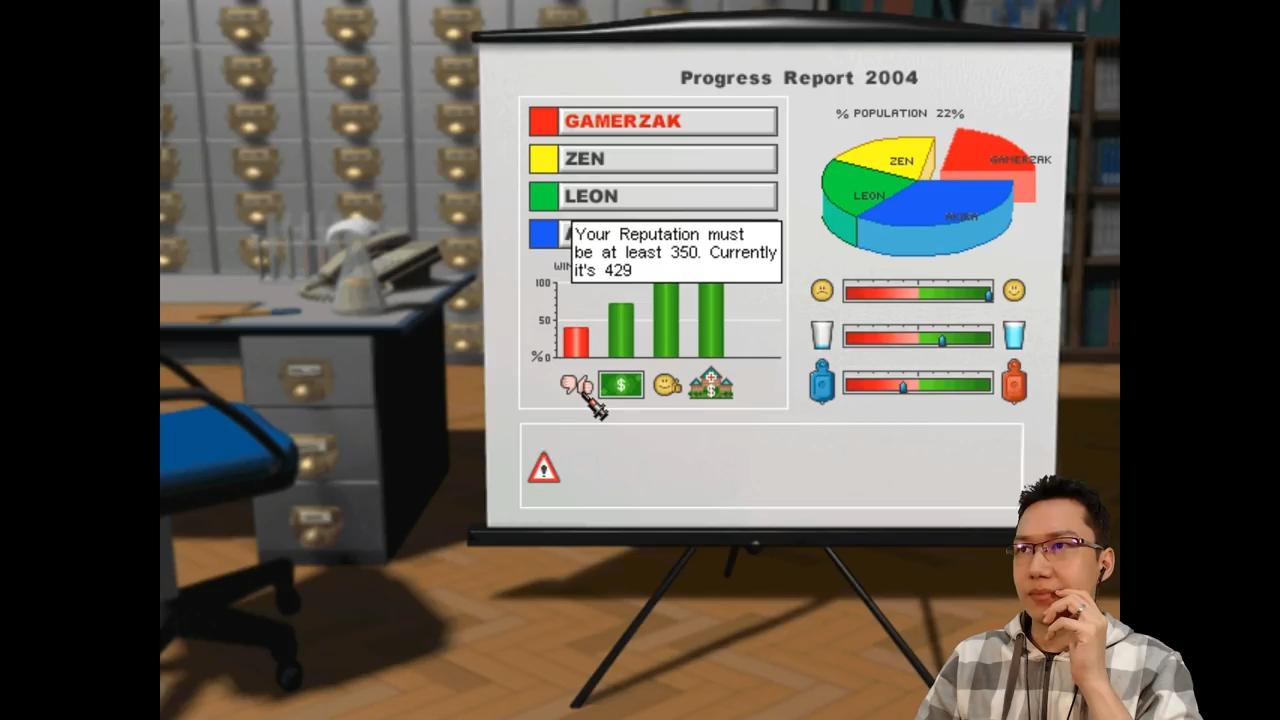 Progress Report 2004
GAMERZAK
ZEN
LEON
Your Reputation must
be at least 350. Currently
it's 429
100
50
%0
$
$
% POPULATION 22%
ZEN
GAMERZAK
LEON
AKIRA